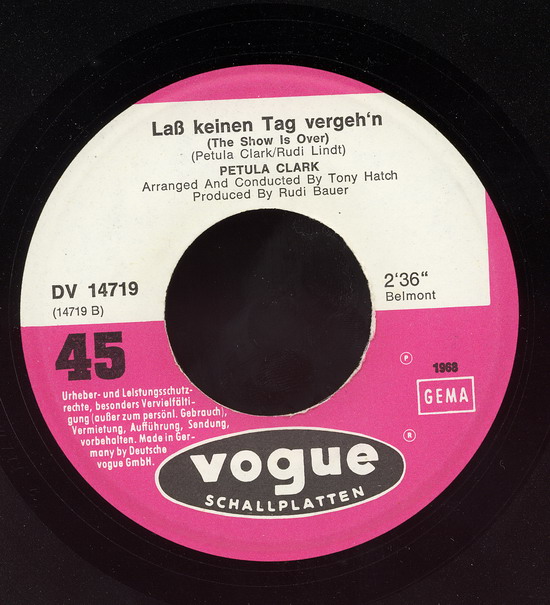 Laß keinen Tag vergeh'n
(The Show Is Over)
(Petula Clark/Rudi Lindt)
PETULA CLARK
Arranged And Conducted By Tony Hatch
Produced By Rudi Bauer
DV 14719
(14719 B)
2'36“
Belmont
45
Urheber- und Leistungsschutz-
rechte, besonders Vervielfälti-
gung (außer zum persönl. Gebrauch),
Vermietung, Aufführung, Sendung,
vorbehalten. Made in Ger-
many by Deutsche
vogue GmbH.
℗ 1968
GEMA
®
vogue
SCHALLPLATTEN